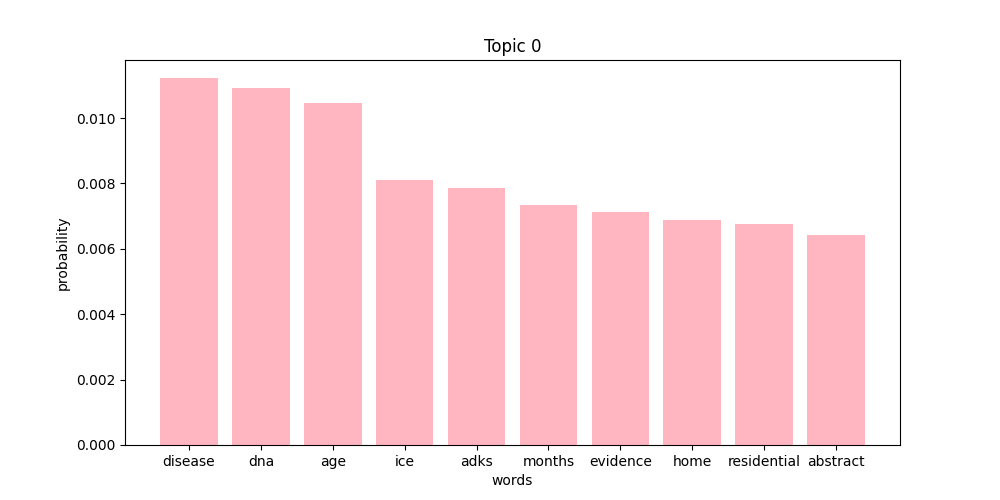 Topic 0
probability
0.010
0.008
0.006
0.004
0.002
0.000
disease dna age ice adks months evidence home residential abstract
words